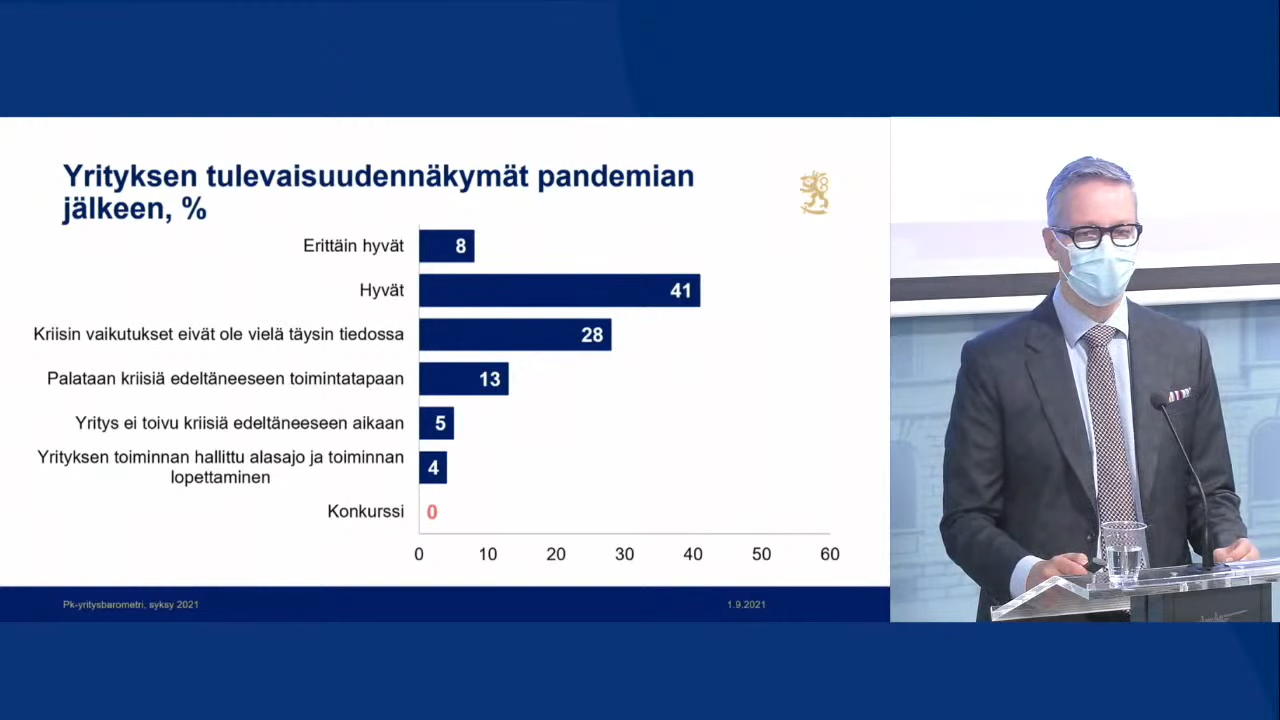 Yrityksen tulevaisuudennäkymät pandemian
jälkeen, %
Erittäin hyvät
8
Hyvät
41
Kriisin vaikutukset eivät ole vielä täysin tiedossa
28
Palataan kriisiä edeltäneeseen toimintatapaan
13
Yritys ei toivu kriisiä edeltäneeseen aikaan
5
Yrityksen toiminnan hallittu alasajo ja toiminnan
lopettaminen
4
Konkurssi
0
0 10 20 30 40 50 60
Pk-yritysbarometri, syksy 2021
1.9.2021